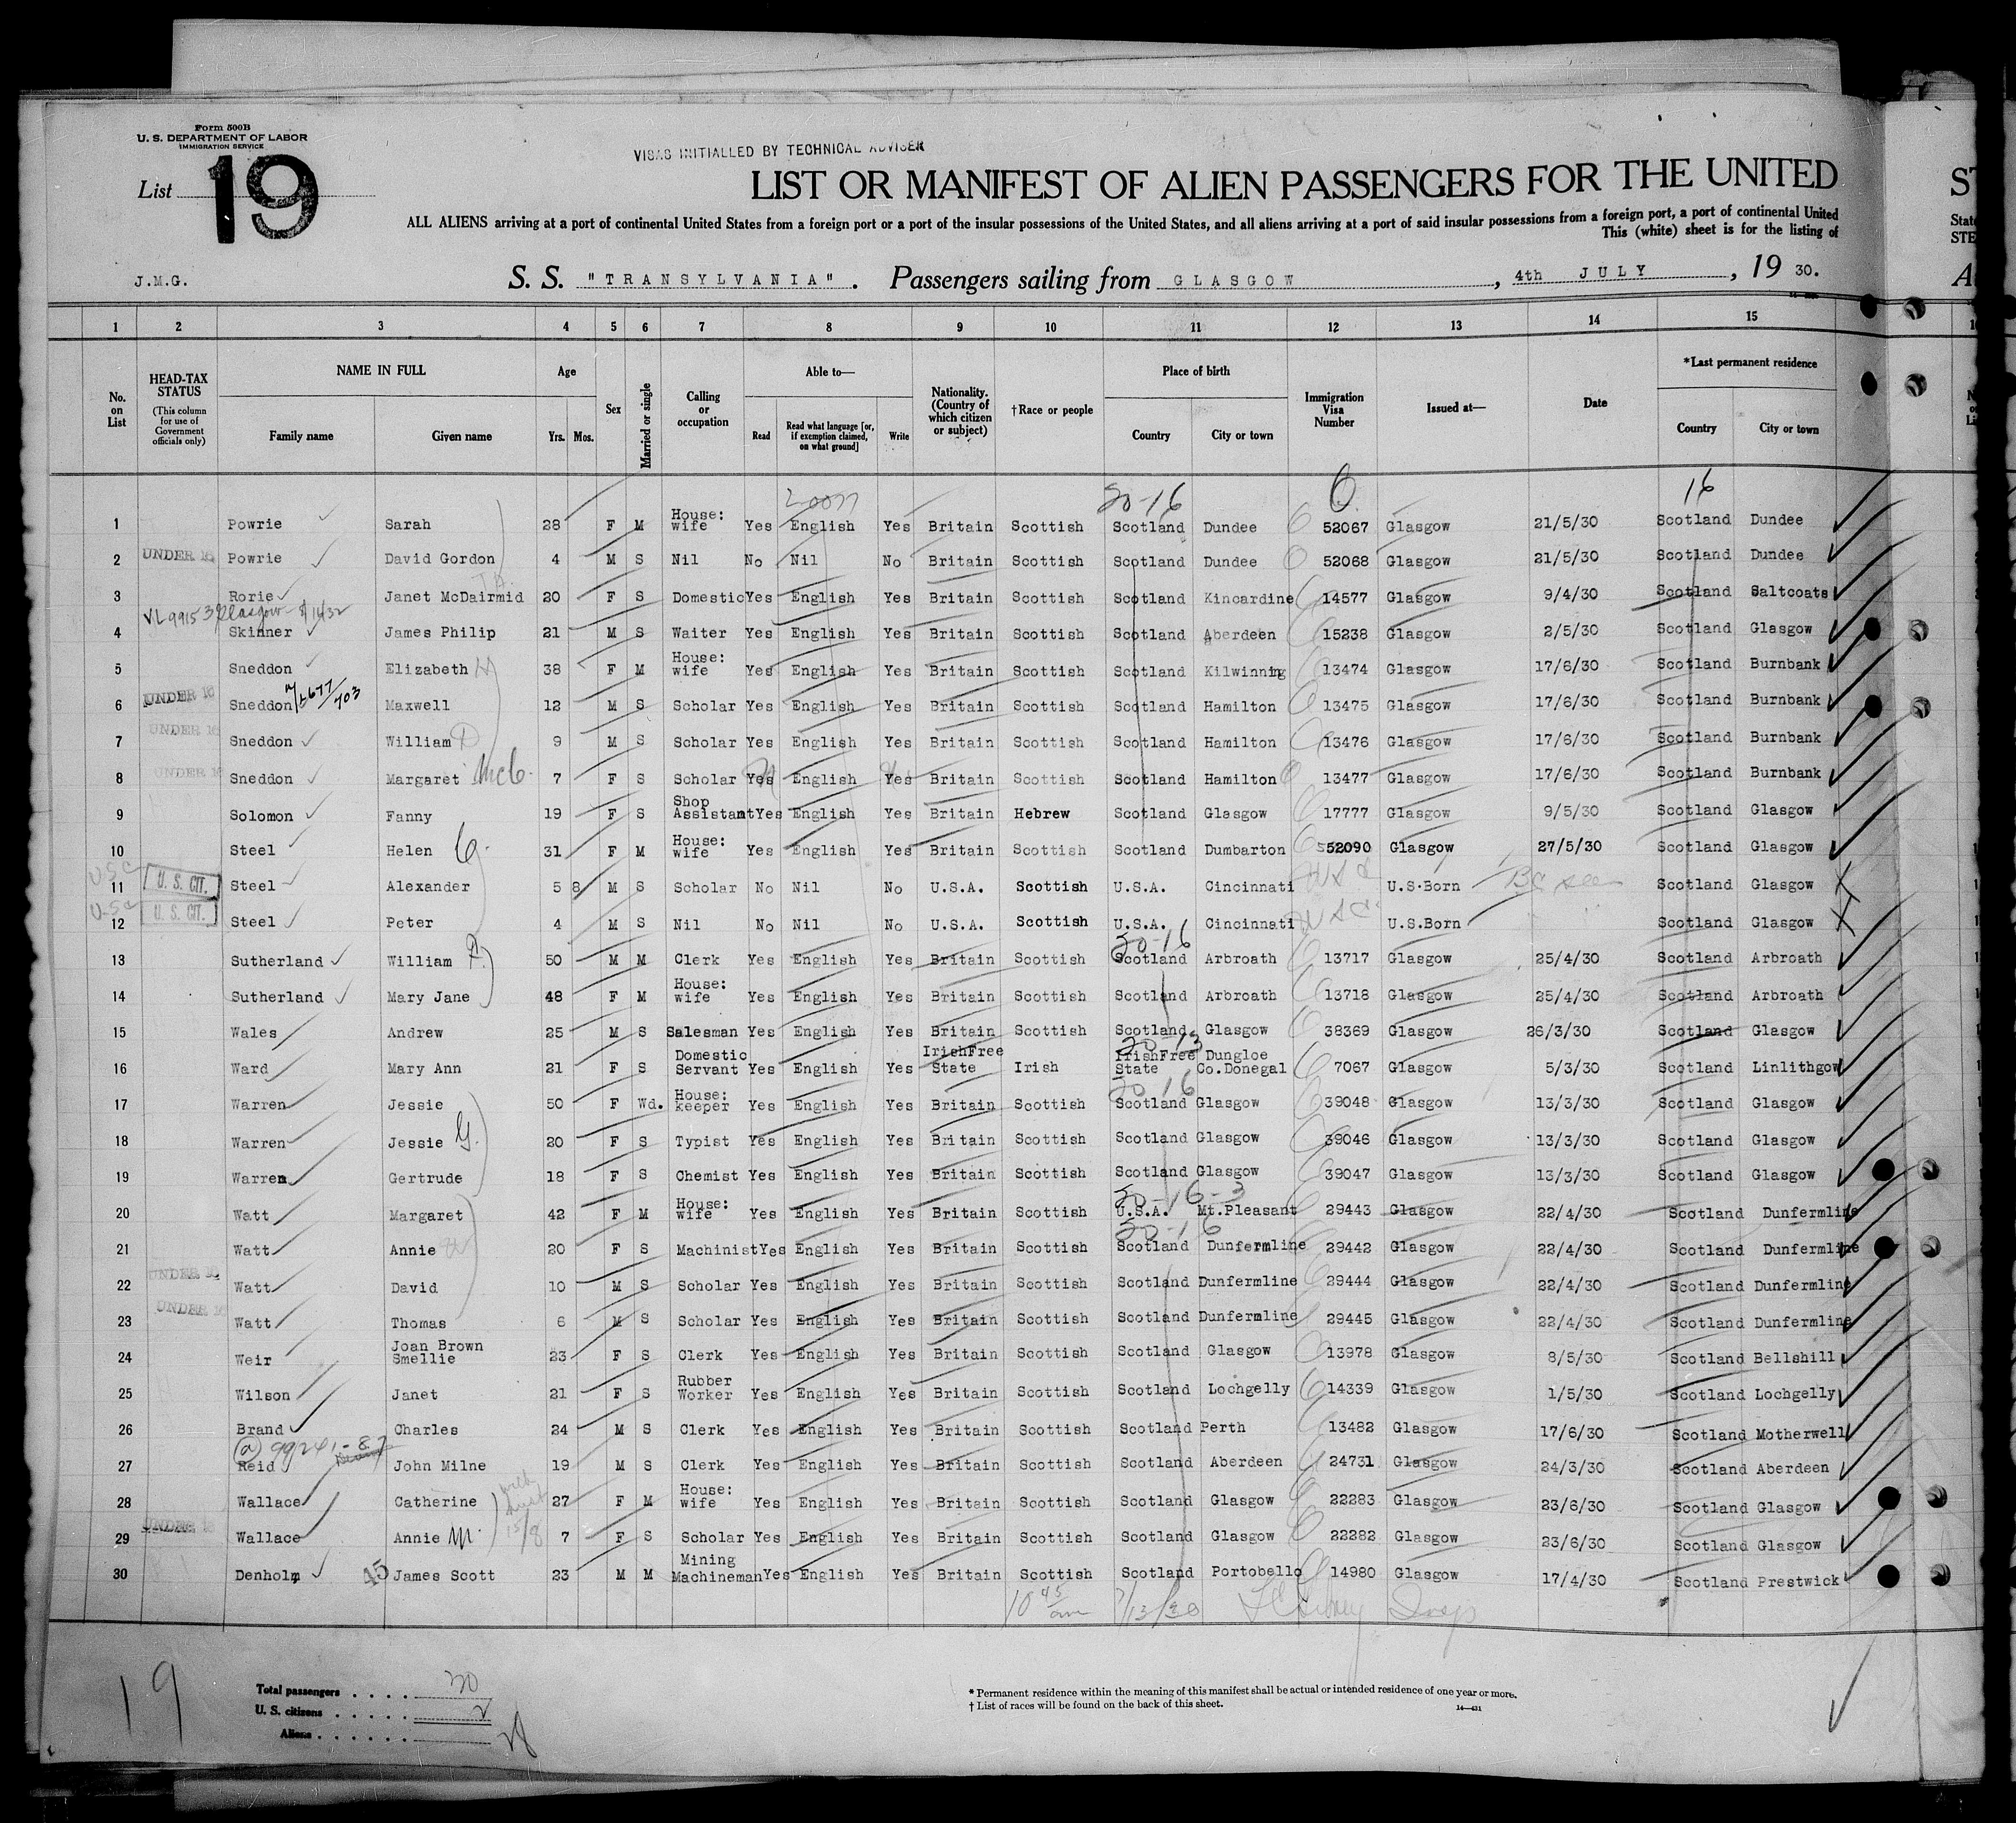 Form 500B
U. S. DEPARTMENT OF LABOR
IMMIGRATION SERVICE
VISAS INITIALLED BY TECHNICAL ADVISER
List 19
LIST OR MANIFEST OF ALIEN PASSENGERS FOR THE UNITED
ALL ALIENS arriving at a port of continental United States from a foreign port or a port of the insular possessions of the United States, and all aliens arriving at a port of said insular possessions from a foreign port, a port of continental United
This (white) sheet is for the listing of
J.M.G. S. S. "TRANSYLVANIA". Passengers sailing from GLASGOW, 4th JULY, 19 30.
1 2 3 4 5 6 7 8 9 10 11 12 13 14 15
No. on List
HEAD-TAX STATUS (This column for use of Government officials only)
NAME IN FULL
Family name Given name
Age
Yrs. Mos.
Sex
Married or single
Calling or occupation
Able to—
Read Read what language [or, if exemption claimed, on what ground] Write
Nationality. (Country of which citizen or subject)
†Race or people
Place of birth
Country City or town
Immigration Visa Number
Issued at—
Date
*Last permanent residence
Country City or town
20-16 16
1 Powrie Sarah 28 F M House: wife Yes English Yes Britain Scottish Scotland Dundee 52067 Glasgow 21/5/30 Scotland Dundee
2 UNDER 16 Powrie David Gordon 4 M S Nil No Nil No Britain Scottish Scotland Dundee 52068 Glasgow 21/5/30 Scotland Dundee
3 Rorie Janet McDairmid 20 F S Domestic Yes English Yes Britain Scottish Scotland Kincardine 14577 Glasgow 9/4/30 Scotland Saltcoats
4 Skinner James Philip 21 M S Waiter Yes English Yes Britain Scottish Scotland Aberdeen 15238 Glasgow 2/5/30 Scotland Glasgow
5 Sneddon Elizabeth H 38 F M House: wife Yes English Yes Britain Scottish Scotland Kilwinning 13474 Glasgow 17/6/30 Scotland Burnbank
6 UNDER 16 Sneddon Maxwell 12 M S Scholar Yes English Yes Britain Scottish Scotland Hamilton 13475 Glasgow 17/6/30 Scotland Burnbank
7 UNDER 16 Sneddon William D 9 M S Scholar Yes English Yes Britain Scottish Scotland Hamilton 13476 Glasgow 17/6/30 Scotland Burnbank
8 UNDER 16 Sneddon Margaret McC. 7 F S Scholar Yes English Yes Britain Scottish Scotland Hamilton 13477 Glasgow 17/6/30 Scotland Burnbank
9 Solomon Fanny 19 F S Shop Assistant Yes English Yes Britain Hebrew Scotland Glasgow 17777 Glasgow 9/5/30 Scotland Glasgow
10 Steel Helen G. 31 F M House: wife Yes English Yes Britain Scottish Scotland Dumbarton 52090 Glasgow 27/5/30 Scotland Glasgow
11 USC U. S. CIT. Steel Alexander 5 8 M S Scholar No Nil No U.S.A. Scottish U.S.A. Cincinnati USC U.S.Born BC seen Scotland Glasgow
12 USC U. S. CIT. Steel Peter 4 M S Nil No Nil No U.S.A. Scottish U.S.A. Cincinnati USC U.S.Born Scotland Glasgow
20-16
13 Sutherland William 50 M M Clerk Yes English Yes Britain Scottish Scotland Arbroath 13717 Glasgow 25/4/30 Scotland Arbroath
14 Sutherland Mary Jane 48 F M House: wife Yes English Yes Britain Scottish Scotland Arbroath 13718 Glasgow 25/4/30 Scotland Arbroath
15 Wales Andrew 25 M S Salesman Yes English Yes Britain Scottish Scotland Glasgow 38369 Glasgow 26/3/30 Scotland Glasgow
20-13
16 Ward Mary Ann 21 F S Domestic Servant Yes English Yes IrishFree State Irish IrishFree State Dungloe Co.Donegal 7067 Glasgow 5/3/30 Scotland Linlithgow
20 16
17 Warren Jessie 50 F Wd. House: keeper Yes English Yes Britain Scottish Scotland Glasgow 39048 Glasgow 13/3/30 Scotland Glasgow
18 Warren Jessie G. 20 F S Typist Yes English Yes Britain Scottish Scotland Glasgow 39046 Glasgow 13/3/30 Scotland Glasgow
19 Warren Gertrude 18 F S Chemist Yes English Yes Britain Scottish Scotland Glasgow 39047 Glasgow 13/3/30 Scotland Glasgow
20-16-3
20 Watt Margaret 42 F M House: wife Yes English Yes Britain Scottish U.S.A. Mt.Pleasant 29443 Glasgow 22/4/30 Scotland Dunfermline
20-16
21 Watt Annie W 20 F S Machinist Yes English Yes Britain Scottish Scotland Dunfermline 29442 Glasgow 22/4/30 Scotland Dunfermline
22 UNDER 16 Watt David 10 M S Scholar Yes English Yes Britain Scottish Scotland Dunfermline 29444 Glasgow 22/4/30 Scotland Dunfermline
23 UNDER 16 Watt Thomas 6 M S Scholar Yes English Yes Britain Scottish Scotland Dunfermline 29445 Glasgow 22/4/30 Scotland Dunfermline
24 Weir Joan Brown Smellie 23 F S Clerk Yes English Yes Britain Scottish Scotland Glasgow 13978 Glasgow 8/5/30 Scotland Bellshill
25 Wilson Janet 21 F S Rubber Worker Yes English Yes Britain Scottish Scotland Lochgelly 14339 Glasgow 1/5/30 Scotland Lochgelly
26 Brand Charles 24 M S Clerk Yes English Yes Britain Scottish Scotland Perth 13482 Glasgow 17/6/30 Scotland Motherwell
27 Reid John Milne 19 M S Clerk Yes English Yes Britain Scottish Scotland Aberdeen 24731 Glasgow 24/3/30 Scotland Aberdeen
28 Wallace Catherine 27 F M House: wife Yes English Yes Britain Scottish Scotland Glasgow 22283 Glasgow 23/6/30 Scotland Glasgow
29 UNDER 16 Wallace Annie M. 7 F S Scholar Yes English Yes Britain Scottish Scotland Glasgow 22282 Glasgow 23/6/30 Scotland Glasgow
30 Denholm 45 James Scott 23 M M Mining Machineman Yes English Yes Britain Scottish Scotland Portobello 14980 Glasgow 17/4/30 Scotland Prestwick
10 45 am 7/13/30 Insp
19
Total passengers . . . . 30
U. S. citizens . . . . . 2
Aliens . . . . . . . 28
* Permanent residence within the meaning of this manifest shall be actual or intended residence of one year or more.
† List of races will be found on the back of this sheet.
14—431